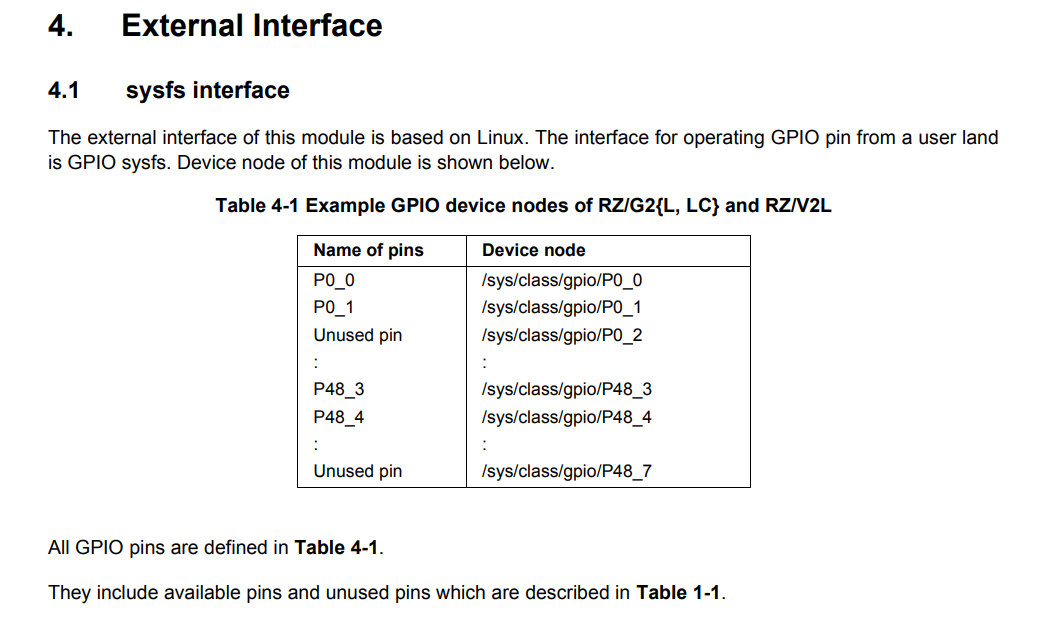 4. External Interface
4.1 sysfs interface
The external interface of this module is based on Linux. The interface for operating GPIO pin from a user land
is GPIO sysfs. Device node of this module is shown below.
Table 4-1 Example GPIO device nodes of RZ/G2{L, LC} and RZ/V2L
Name of pins Device node
P0_0 /sys/class/gpio/P0_0
P0_1 /sys/class/gpio/P0_1
Unused pin /sys/class/gpio/P0_2
: :
P48_3 /sys/class/gpio/P48_3
P48_4 /sys/class/gpio/P48_4
: :
Unused pin /sys/class/gpio/P48_7
All GPIO pins are defined in Table 4-1.
They include available pins and unused pins which are described in Table 1-1.